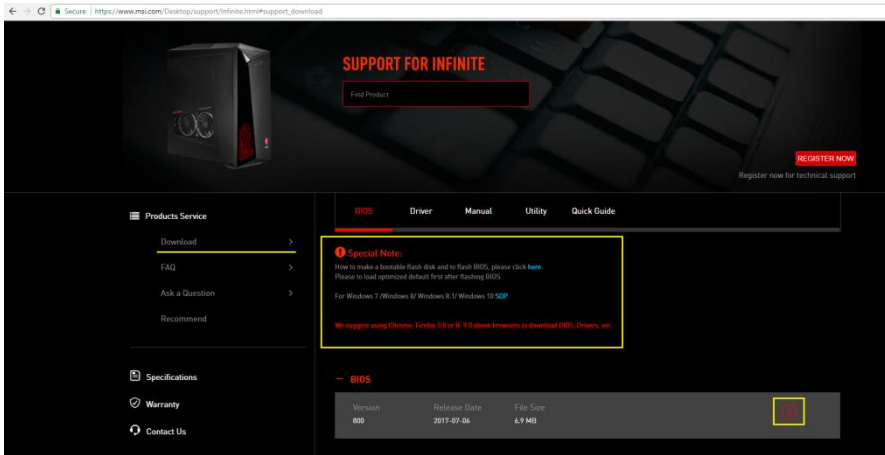 Secure | https://www.msi.com/Desktop/support/Infinite.html#support_download
SUPPORT FOR INFINITE
Find Product
REGISTER NOW
Register now for technical support
Products Service
Download
FAQ
Ask a Question
Recommend
Specifications
Warranty
Contact Us
BIOS Driver Manual Utility Quick Guide
Special Note:
How to make a bootable flash disk and to flash BIOS, please click here.
Please to load optimized default first after flashing BIOS.
For Windows 7 /Windows 8/ Windows 8.1/ Windows 10 SOP
We suggest using Chrome, Firefox 3.0 or IE 9.0 above browsers to download BIOS, Drivers, etc.
BIOS
Version Release Date File Size
800 2017-07-06 6.9 MB